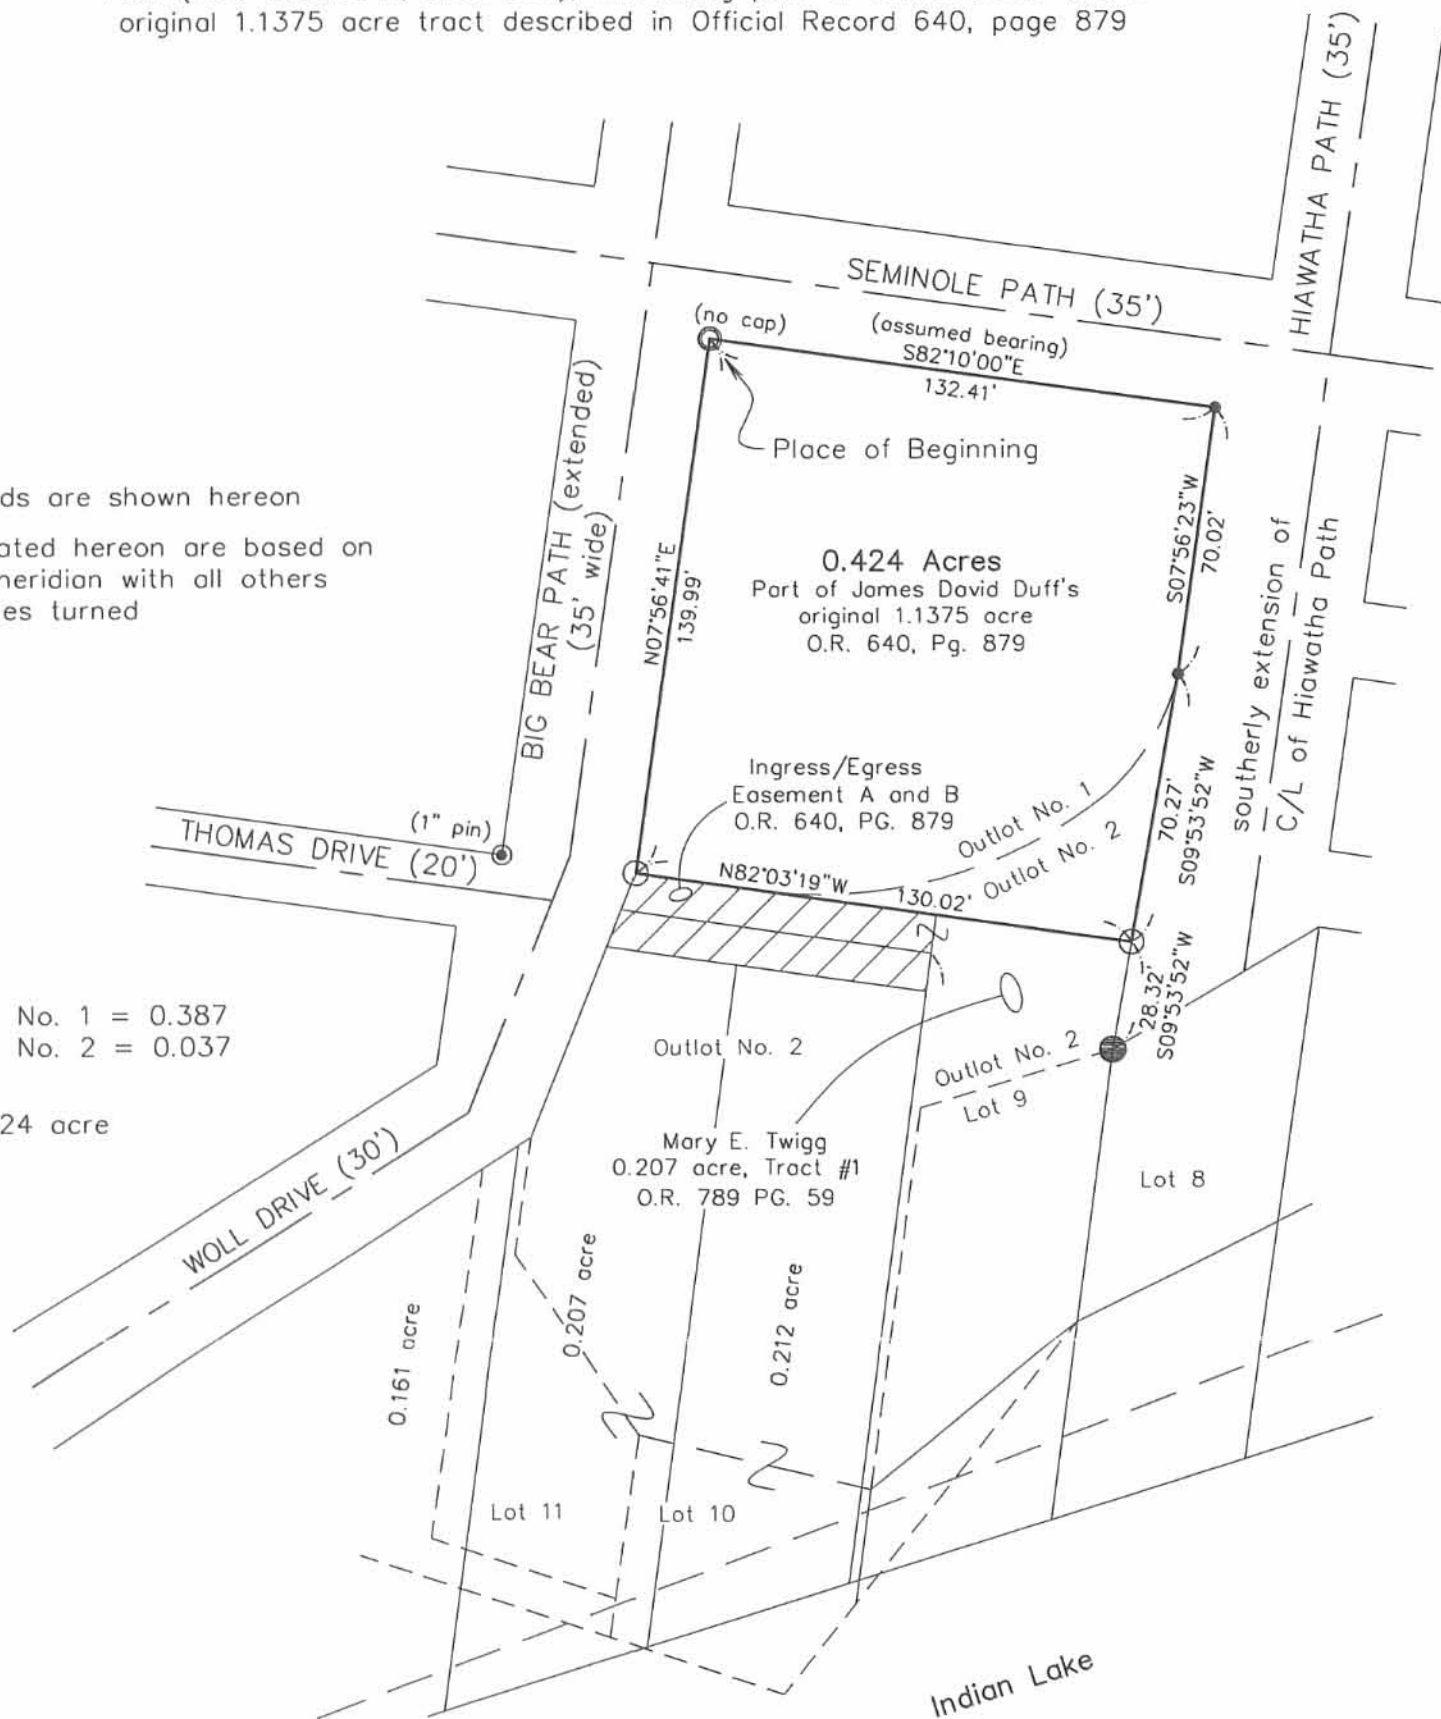 original 1.1375 acre tract described in Official Record 640, page 879
HIAWATHA PATH (35')
SEMINOLE PATH (35')
(no cap)
(assumed bearing)
S82°10'00"E
132.41'
Place of Beginning
BIG BEAR PATH (extended)
(35' wide)
ds are shown hereon
ated hereon are based on
neridian with all others
es turned
N07°56'41"E
139.99'
0.424 Acres
Part of James David Duff's
original 1.1375 acre
O.R. 640, Pg. 879
S07°56'23"W
70.02'
southerly extension of
C/L of Hiawatha Path
Ingress/Egress
Easement A and B
O.R. 640, PG. 879
Outlot No. 1
Outlot No. 2
70.27'
S09°53'52"W
(1" pin)
THOMAS DRIVE (20')
N82°03'19"W
130.02'
28.32'
S09°53'52"W
No. 1 = 0.387
No. 2 = 0.037
24 acre
Outlot No. 2
Outlot No. 2
Lot 9
Mary E. Twigg
0.207 acre, Tract #1
O.R. 789 PG. 59
Lot 8
WOLL DRIVE (30')
0.161 acre
0.207 acre
0.212 acre
Lot 11
Lot 10
Indian Lake